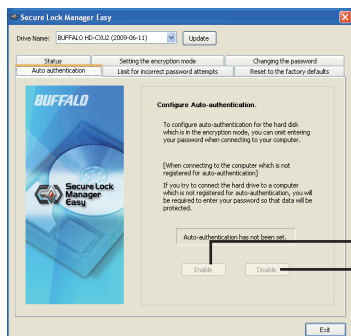 Secure Lock Manager Easy
Drive Name: BUFFALO HD-CXU2 (2009-06-11) Update
Status Setting the encryption mode Changing the password
Auto authentication Limit for incorrect password attempts Reset to the factory defaults
BUFFALO
Secure Lock
Manager
Easy
Configure Auto-authentication.
To configure auto-authentication for the hard disk
which is in the encryption mode, you can omit entering
your password when connecting to your computer.
[When connecting to the computer which is not
registered for auto-authentication]
If you try to connect the hard drive to a computer
which is not registered for auto-authentication, you will
be required to enter your password so that data will be
protected.
Auto-authentication has not been set.
Enable Disable
Exit